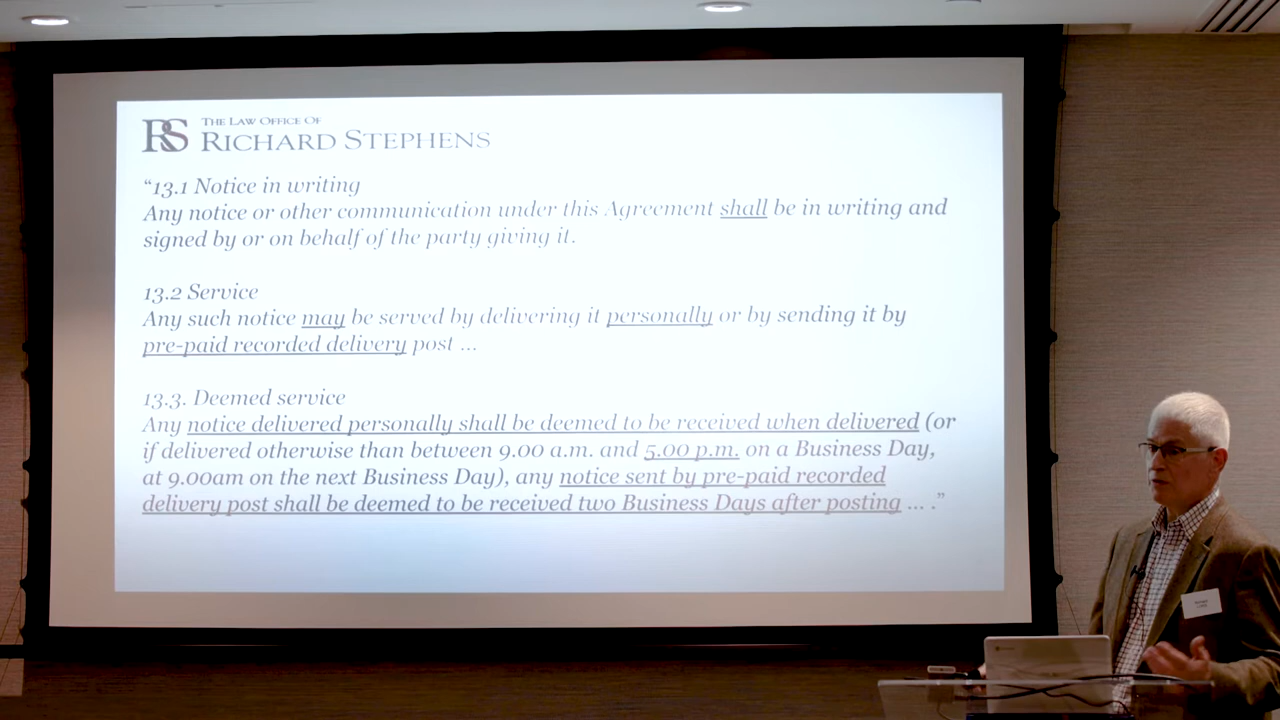 RS THE LAW OFFICE OF
RICHARD STEPHENS
“13.1 Notice in writing
Any notice or other communication under this Agreement shall be in writing and
signed by or on behalf of the party giving it.
13.2 Service
Any such notice may be served by delivering it personally or by sending it by
pre-paid recorded delivery post ...
13.3. Deemed service
Any notice delivered personally shall be deemed to be received when delivered (or
if delivered otherwise than between 9.00 a.m. and 5.00 p.m. on a Business Day,
at 9.00am on the next Business Day), any notice sent by pre-paid recorded
delivery post shall be deemed to be received two Business Days after posting ... .”